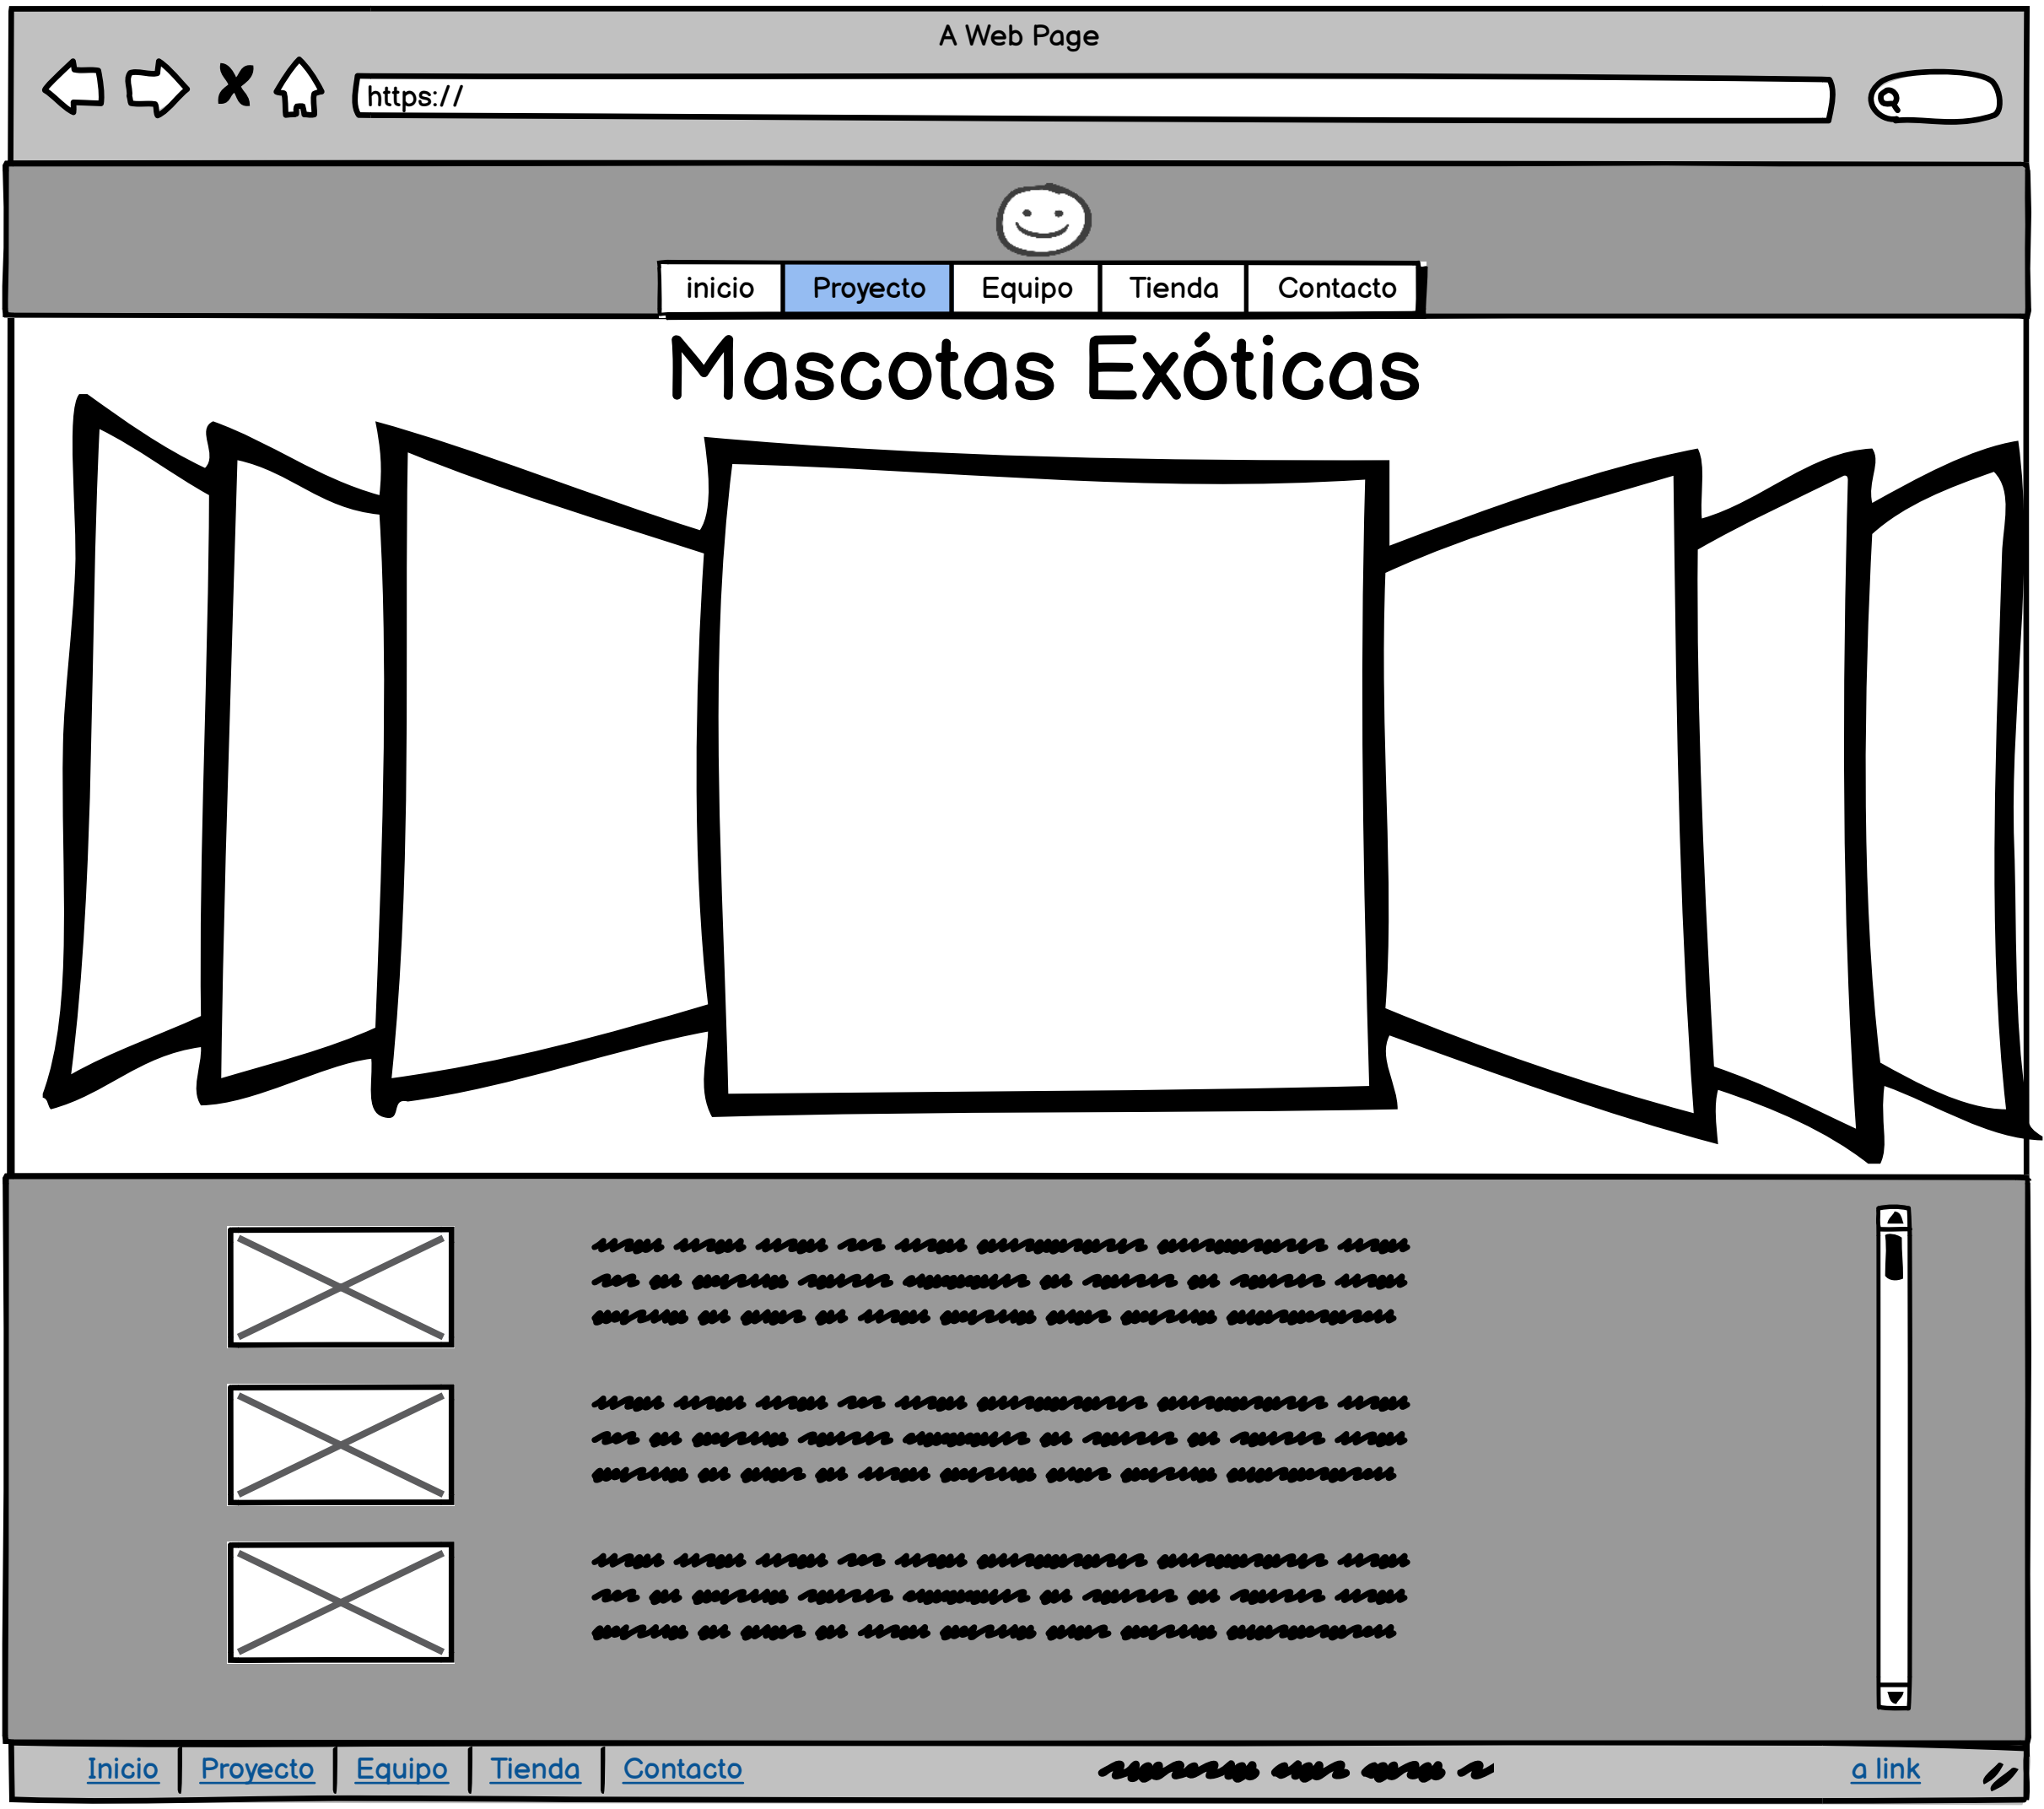 A Web Page
https://
inicio Proyecto Equipo Tienda Contacto
Mascotas Exóticas
Inicio Proyecto Equipo Tienda Contacto a link